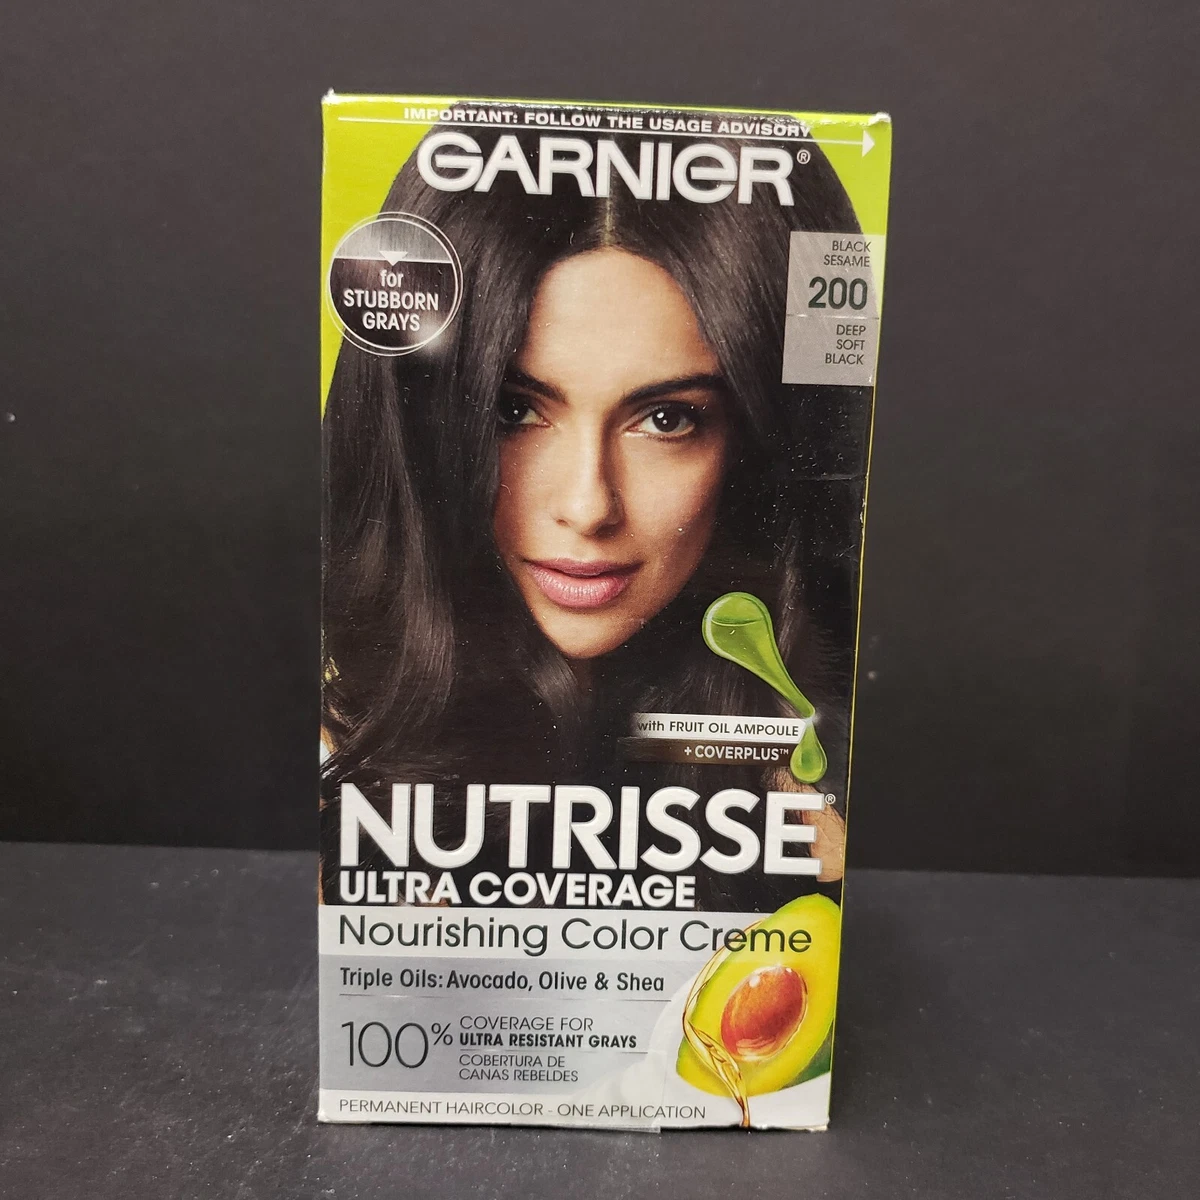 IMPORTANT: FOLLOW THE USAGE ADVISORY
GARNIER®
for
STUBBORN
GRAYS
BLACK
SESAME
200
DEEP
SOFT
BLACK
with FRUIT OIL AMPOULE
+ COVERPLUS™
NUTRISSE®
ULTRA COVERAGE
Nourishing Color Creme
Triple Oils: Avocado, Olive & Shea
100% COVERAGE FOR
ULTRA RESISTANT GRAYS
COBERTURA DE
CANAS REBELDES
PERMANENT HAIRCOLOR - ONE APPLICATION